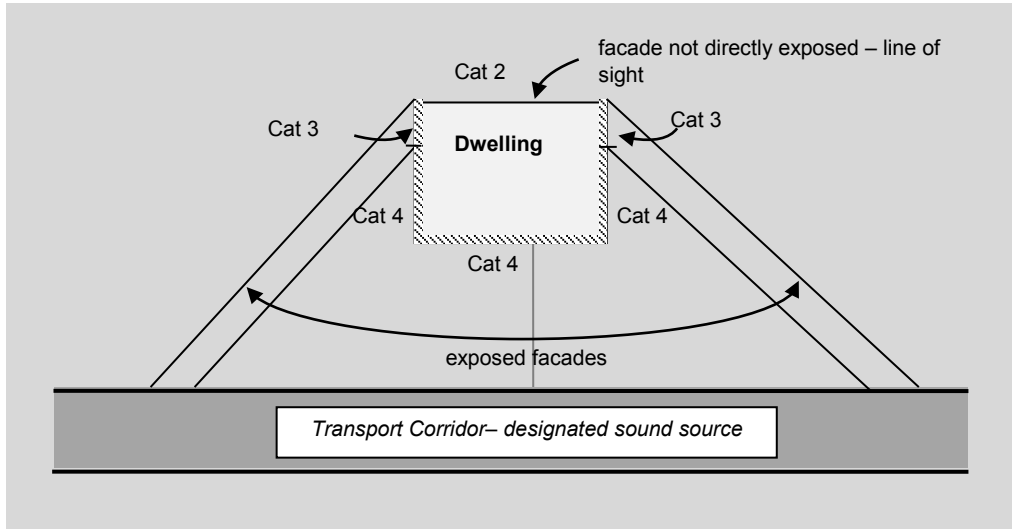 facade not directly exposed – line of
sight
Cat 2
Cat 3
Cat 3
Dwelling
Cat 4
Cat 4
Cat 4
exposed facades
Transport Corridor– designated sound source